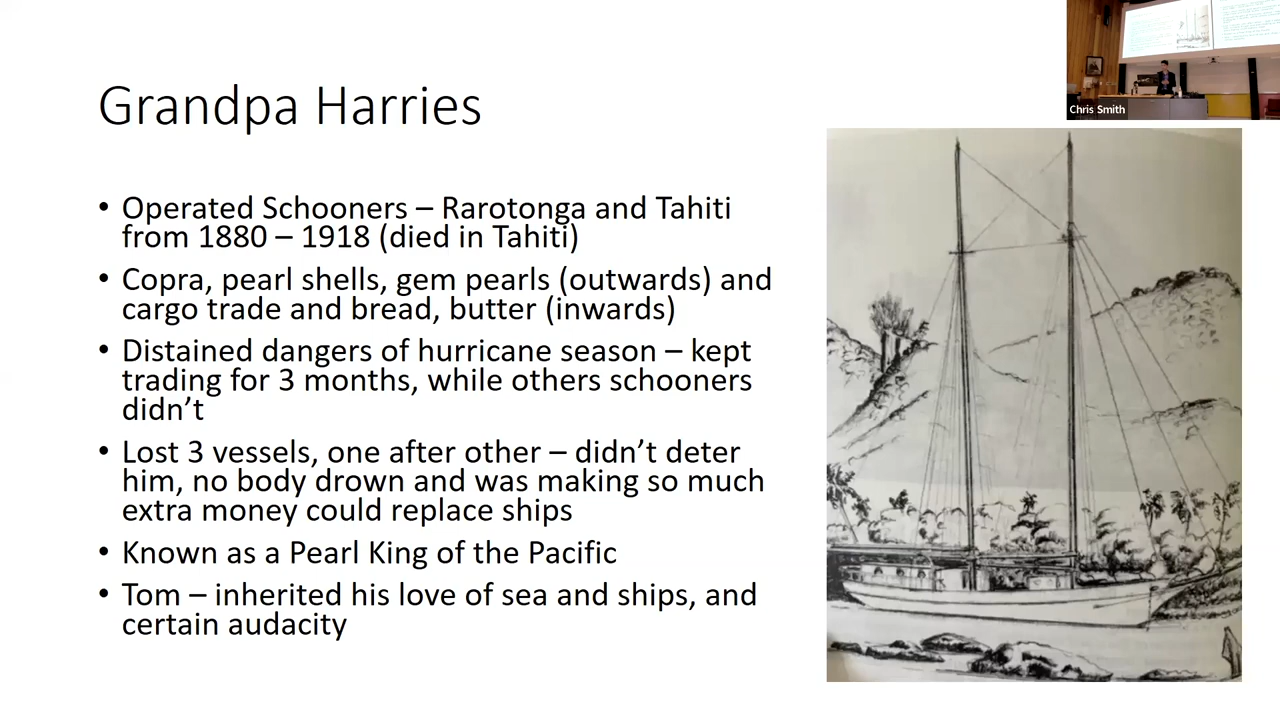 Grandpa Harries
• Operated Schooners – Rarotonga and Tahiti
from 1880 – 1918 (died in Tahiti)
• Copra, pearl shells, gem pearls (outwards) and
cargo trade and bread, butter (inwards)
• Distained dangers of hurricane season – kept
trading for 3 months, while others schooners
didn’t
• Lost 3 vessels, one after other – didn’t deter
him, no body drown and was making so much
extra money could replace ships
• Known as a Pearl King of the Pacific
• Tom – inherited his love of sea and ships, and
certain audacity
Chris Smith